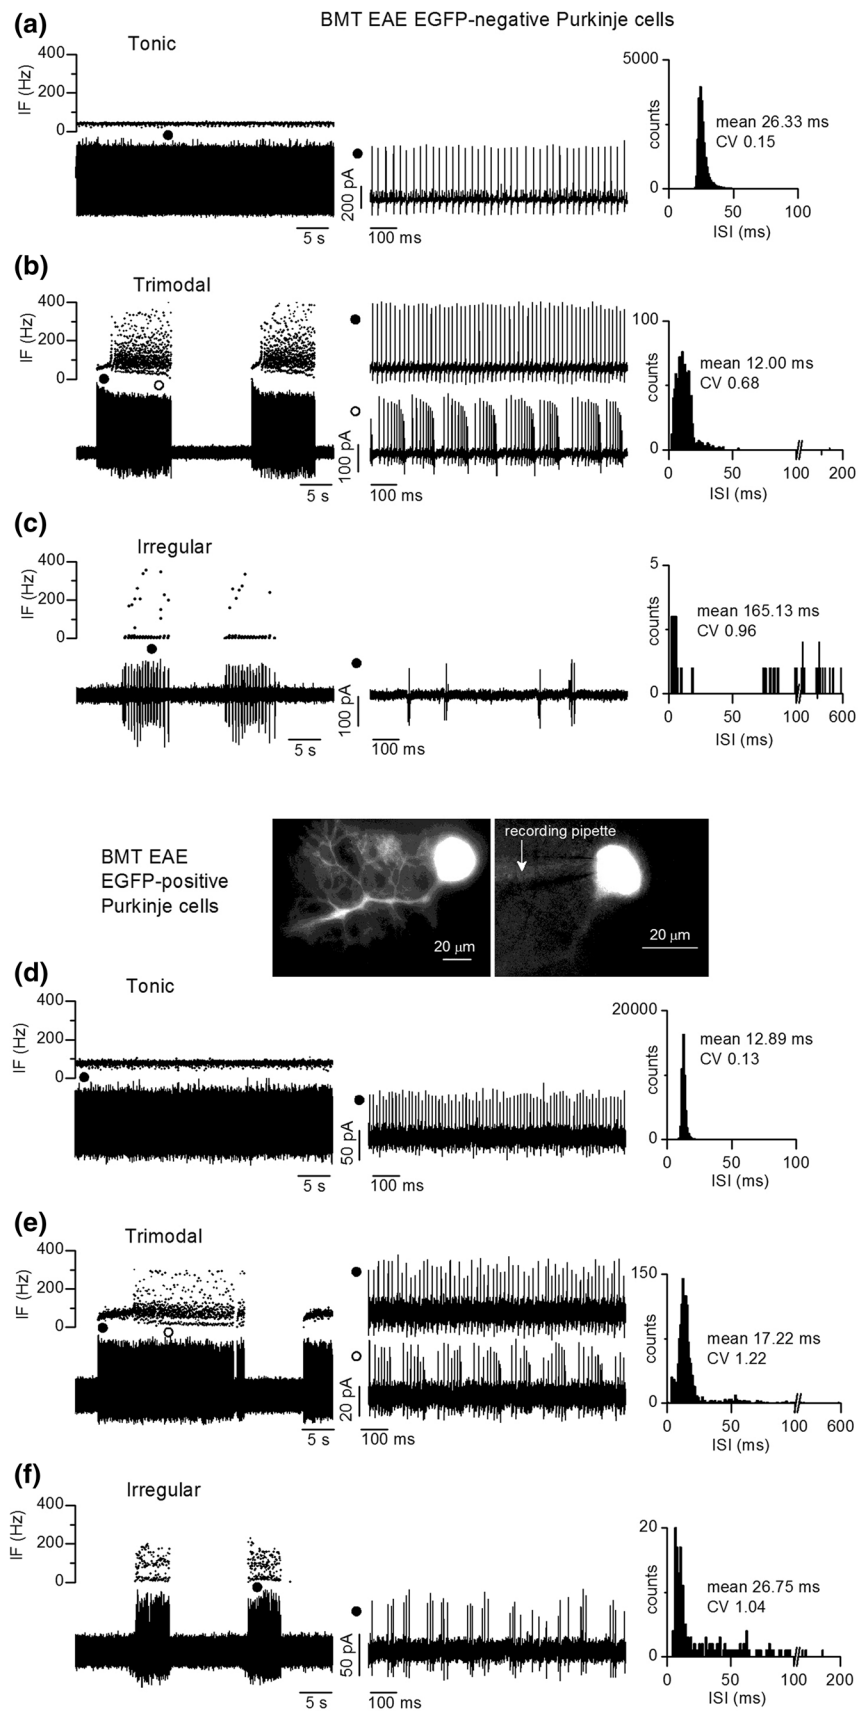 (a)
BMT EAE EGFP-negative Purkinje cells
Tonic
400
200
0
IF (Hz)
5 s
200 pA
100 ms
5000
0
counts
mean 26.33 ms
CV 0.15
0 50 100
ISI (ms)
(b)
Trimodal
400
200
0
IF (Hz)
5 s
100 pA
100 ms
100
0
counts
mean 12.00 ms
CV 0.68
0 50 100 200
ISI (ms)
(c)
Irregular
400
200
0
IF (Hz)
5 s
100 pA
100 ms
5
0
counts
mean 165.13 ms
CV 0.96
0 50 100 600
ISI (ms)
BMT EAE
EGFP-positive
Purkinje cells
20 µm
recording pipette
20 µm
(d)
Tonic
400
200
0
IF (Hz)
5 s
50 pA
100 ms
20000
0
counts
mean 12.89 ms
CV 0.13
0 50 100
ISI (ms)
(e)
Trimodal
400
200
0
IF (Hz)
5 s
20 pA
100 ms
150
0
counts
mean 17.22 ms
CV 1.22
0 50 100 600
ISI (ms)
(f)
Irregular
400
200
0
IF (Hz)
5 s
50 pA
100 ms
20
0
counts
mean 26.75 ms
CV 1.04
0 50 100 200
ISI (ms)